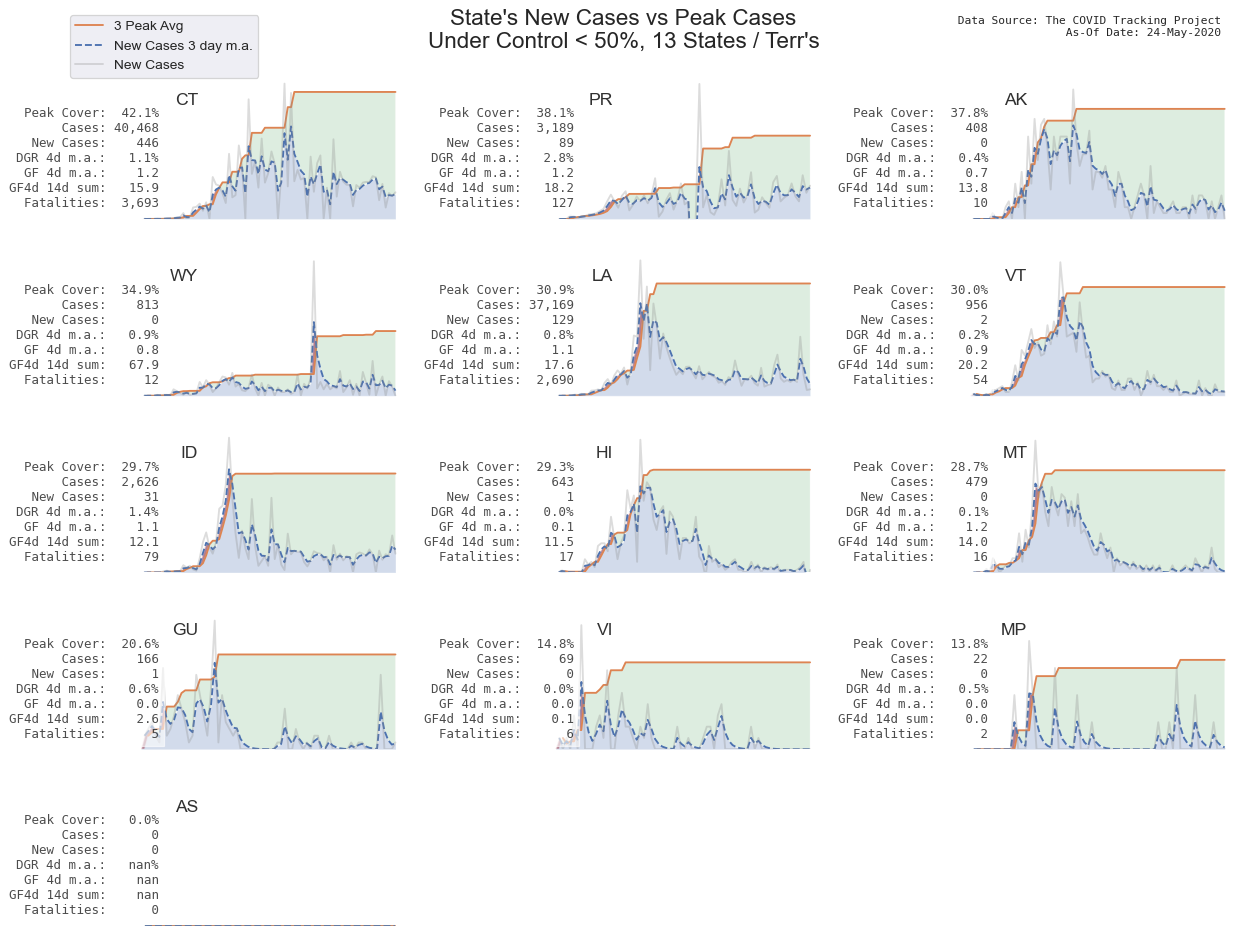 3 Peak Avg
New Cases 3 day m.a.
New Cases
State's New Cases vs Peak Cases
Under Control < 50%, 13 States / Terr's
Data Source: The COVID Tracking Project
As-Of Date: 24-May-2020
CT
Peak Cover: 42.1%
Cases: 40,468
New Cases: 446
DGR 4d m.a.: 1.1%
GF 4d m.a.: 1.2
GF4d 14d sum: 15.9
Fatalities: 3,693
PR
Peak Cover: 38.1%
Cases: 3,189
New Cases: 89
DGR 4d m.a.: 2.8%
GF 4d m.a.: 1.2
GF4d 14d sum: 18.2
Fatalities: 127
AK
Peak Cover: 37.8%
Cases: 408
New Cases: 0
DGR 4d m.a.: 0.4%
GF 4d m.a.: 0.7
GF4d 14d sum: 13.8
Fatalities: 10
WY
Peak Cover: 34.9%
Cases: 813
New Cases: 0
DGR 4d m.a.: 0.9%
GF 4d m.a.: 0.8
GF4d 14d sum: 67.9
Fatalities: 12
LA
Peak Cover: 30.9%
Cases: 37,169
New Cases: 129
DGR 4d m.a.: 0.8%
GF 4d m.a.: 1.1
GF4d 14d sum: 17.6
Fatalities: 2,690
VT
Peak Cover: 30.0%
Cases: 956
New Cases: 2
DGR 4d m.a.: 0.2%
GF 4d m.a.: 0.9
GF4d 14d sum: 20.2
Fatalities: 54
ID
Peak Cover: 29.7%
Cases: 2,626
New Cases: 31
DGR 4d m.a.: 1.4%
GF 4d m.a.: 1.1
GF4d 14d sum: 12.1
Fatalities: 79
HI
Peak Cover: 29.3%
Cases: 643
New Cases: 1
DGR 4d m.a.: 0.0%
GF 4d m.a.: 0.1
GF4d 14d sum: 11.5
Fatalities: 17
MT
Peak Cover: 28.7%
Cases: 479
New Cases: 0
DGR 4d m.a.: 0.1%
GF 4d m.a.: 1.2
GF4d 14d sum: 14.0
Fatalities: 16
GU
Peak Cover: 20.6%
Cases: 166
New Cases: 1
DGR 4d m.a.: 0.6%
GF 4d m.a.: 0.0
GF4d 14d sum: 2.6
Fatalities: 5
VI
Peak Cover: 14.8%
Cases: 69
New Cases: 0
DGR 4d m.a.: 0.0%
GF 4d m.a.: 0.0
GF4d 14d sum: 0.1
Fatalities: 6
MP
Peak Cover: 13.8%
Cases: 22
New Cases: 0
DGR 4d m.a.: 0.5%
GF 4d m.a.: 0.0
GF4d 14d sum: 0.0
Fatalities: 2
AS
Peak Cover: 0.0%
Cases: 0
New Cases: 0
DGR 4d m.a.: nan%
GF 4d m.a.: nan
GF4d 14d sum: nan
Fatalities: 0